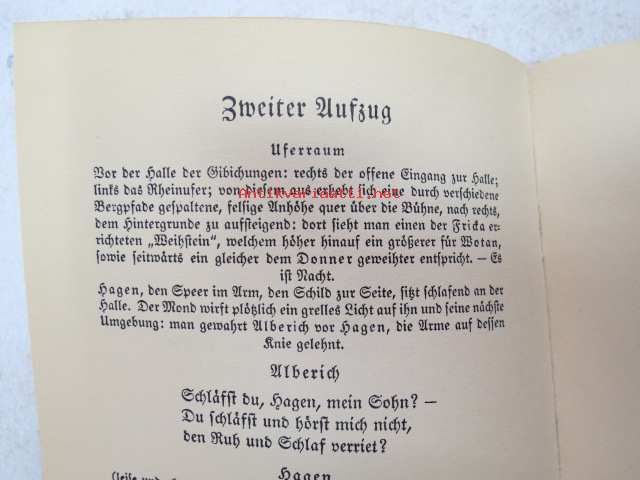 Zweiter Aufzug
Uferraum
Vor der Halle der Gibichungen: rechts der offene Eingang zur Halle;
links das Rheinufer; von diesem aus erhebt sich eine durch verschiedene
Antikvariaatti.net
Bergpfade gespaltene, felsige Anhöhe quer über die Bühne, nach rechts,
dem Hintergrunde zu aufsteigend: dort sieht man einen der Fricka er-
richteten „Weihstein“, welchem höher hinauf ein größerer für Wotan,
sowie seitwärts ein gleicher dem Donner geweihter entspricht. – Es
ist Nacht.
Hagen, den Speer im Arm, den Schild zur Seite, sitzt schlafend an der
Halle. Der Mond wirft plötzlich ein grelles Licht auf ihn und seine nächste
Umgebung: man gewahrt Alberich vor Hagen, die Arme auf dessen
Knie gelehnt.
Alberich
Schläfst du, Hagen, mein Sohn? –
Du schläfst und hörst mich nicht,
den Ruh und Schlaf verriet?
Hagen
(leise und